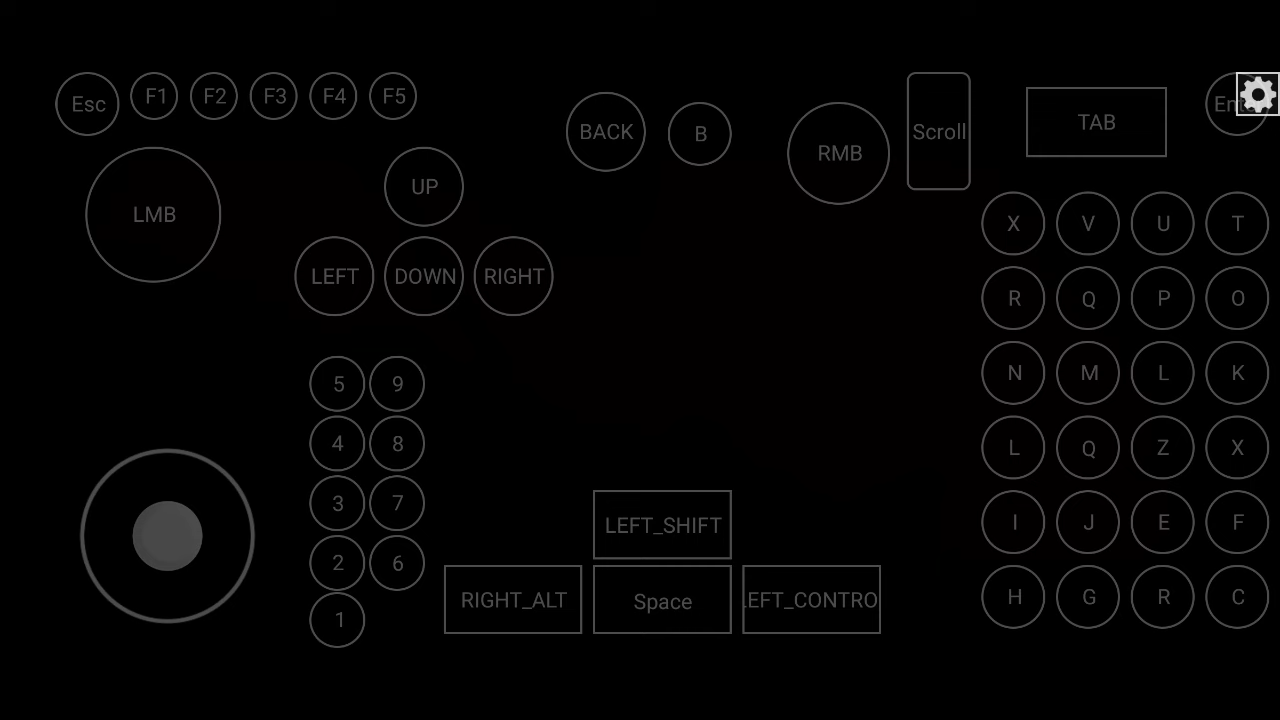 Esc F1 F2 F3 F4 F5
BACK B RMB Scroll TAB
LMB UP
LEFT DOWN RIGHT
X V U T
R Q P O
5 9 N M L K
4 8 L Q Z X
3 7 LEFT_SHIFT I J E F
2 6 RIGHT_ALT Space EFT_CONTRO H G R C
1